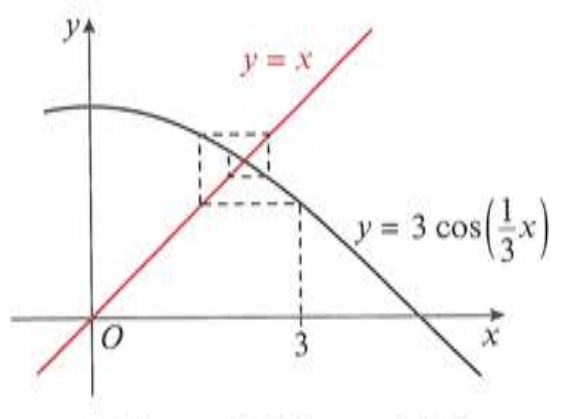 y
y = x
y = 3 cos(1/3 x)
O
3
x